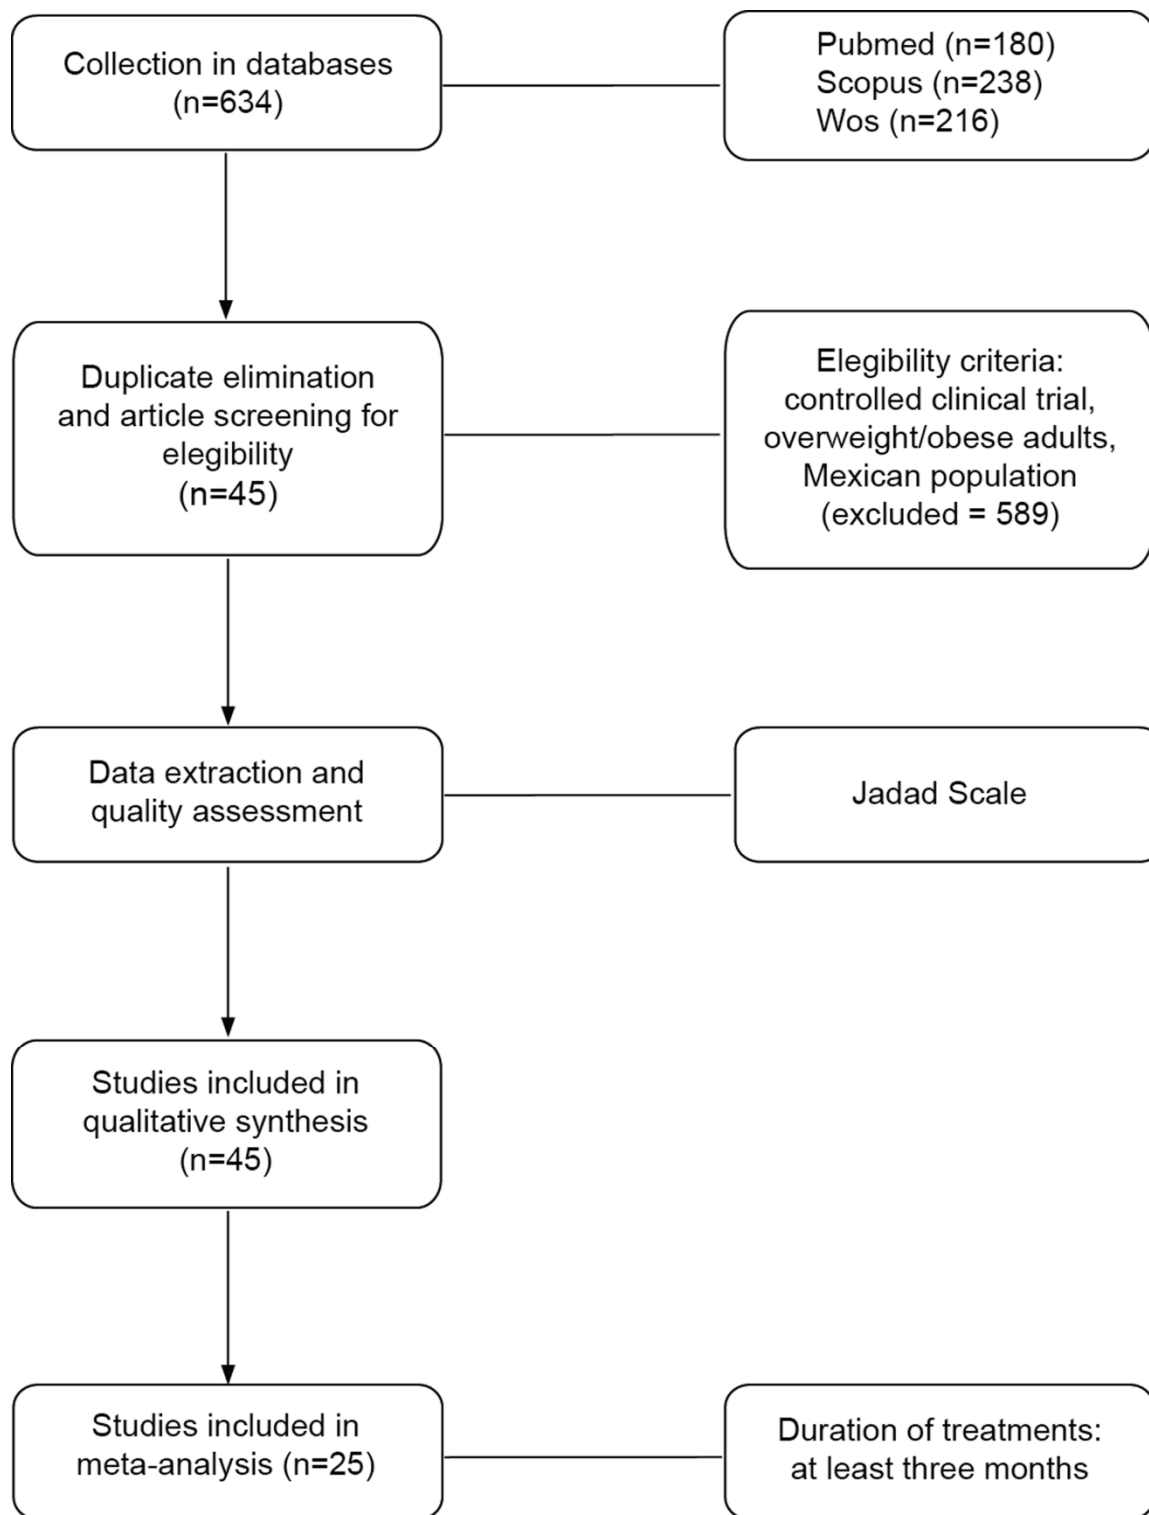 Collection in databases
(n=634)
Pubmed (n=180)
Scopus (n=238)
Wos (n=216)
Duplicate elimination
and article screening for
elegibility
(n=45)
Elegibility criteria:
controlled clinical trial,
overweight/obese adults,
Mexican population
(excluded = 589)
Data extraction and
quality assessment
Jadad Scale
Studies included in
qualitative synthesis
(n=45)
Studies included in
meta-analysis (n=25)
Duration of treatments:
at least three months